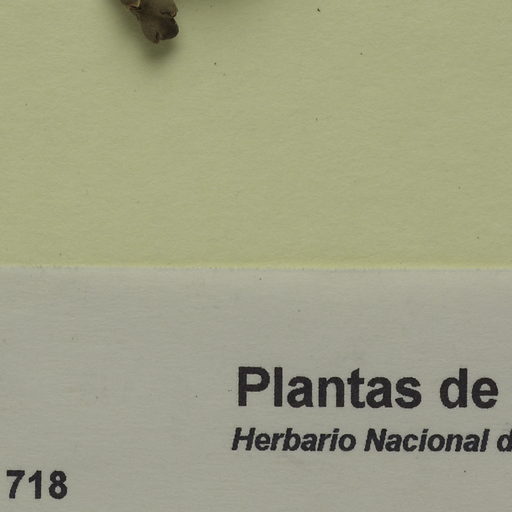 Plantas de
Herbario Nacional
718